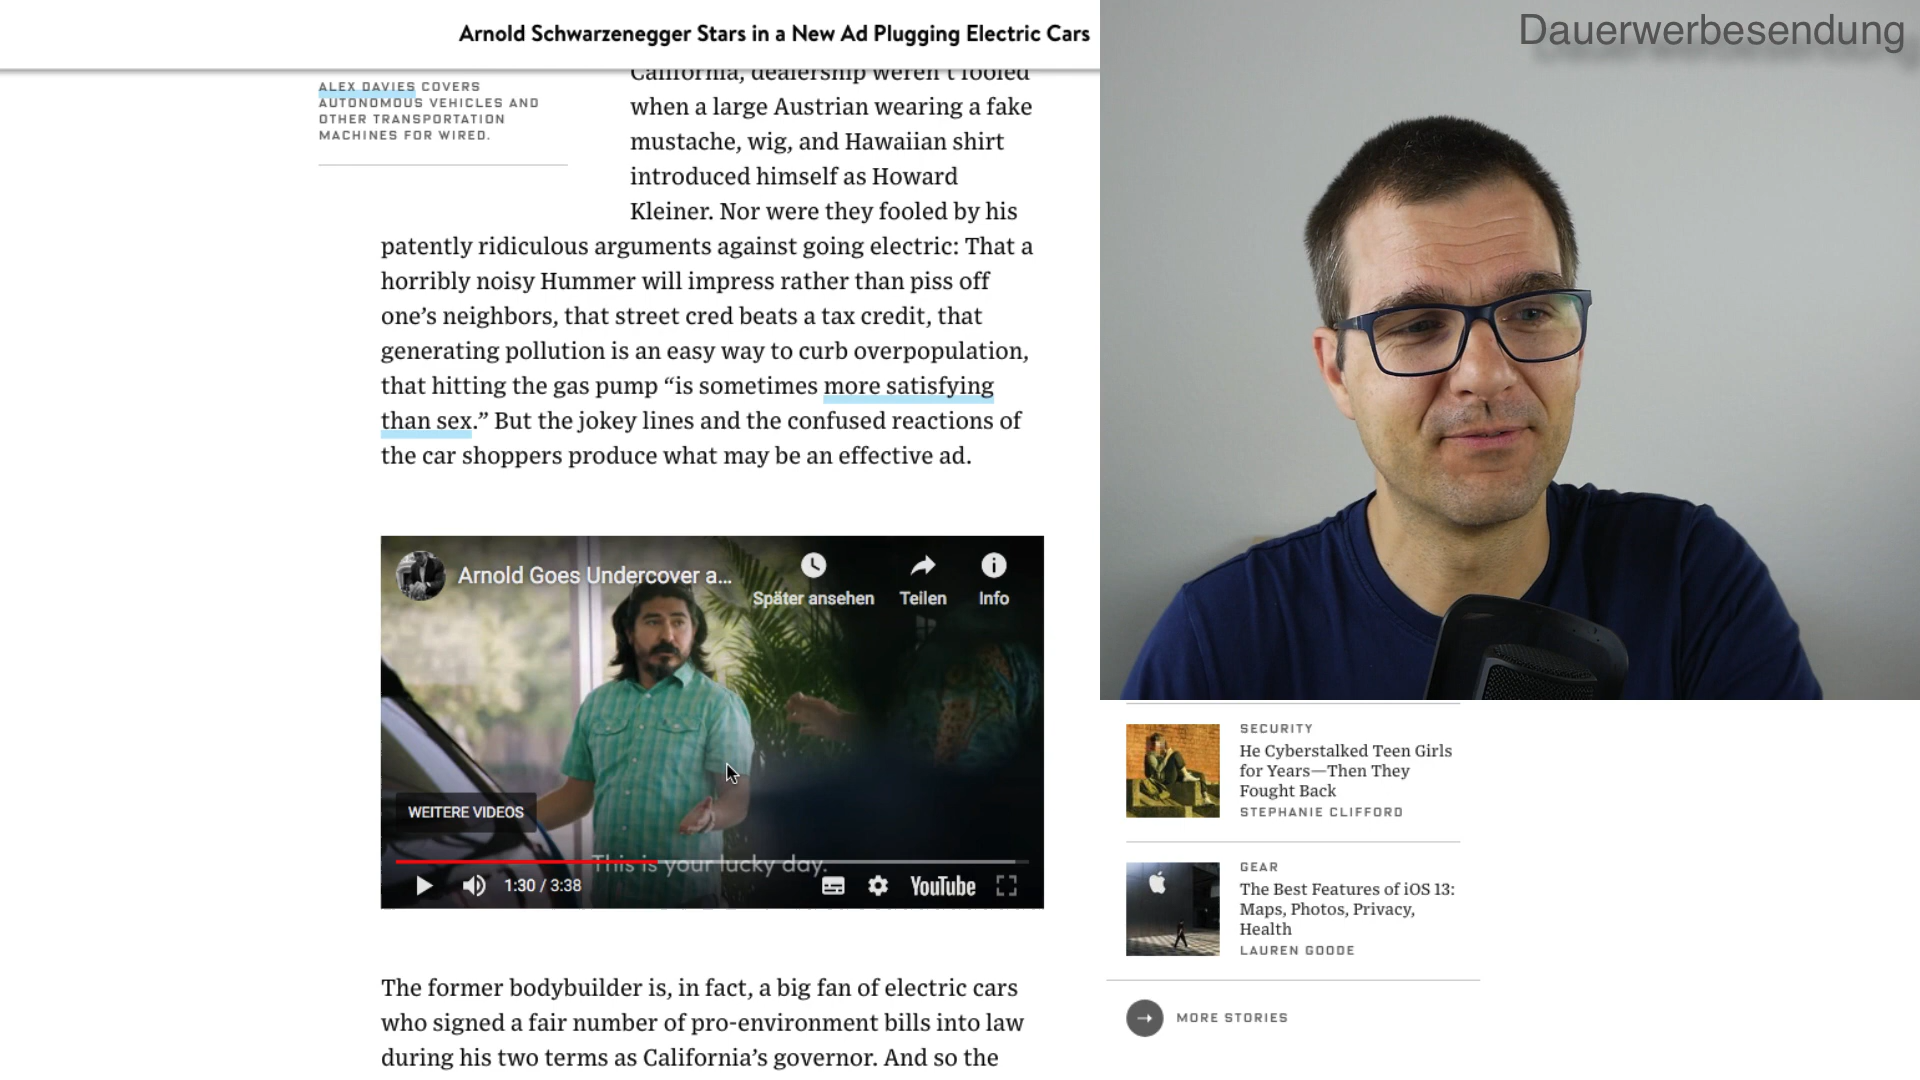 Arnold Schwarzenegger Stars in a New Ad Plugging Electric Cars
Dauerwerbesendung
ALEX DAVIES COVERS
AUTONOMOUS VEHICLES AND
OTHER TRANSPORTATION
MACHINES FOR WIRED.
California, dealership weren't fooled
when a large Austrian wearing a fake
mustache, wig, and Hawaiian shirt
introduced himself as Howard
Kleiner. Nor were they fooled by his
patently ridiculous arguments against going electric: That a
horribly noisy Hummer will impress rather than piss off
one’s neighbors, that street cred beats a tax credit, that
generating pollution is an easy way to curb overpopulation,
that hitting the gas pump “is sometimes more satisfying
than sex.” But the jokey lines and the confused reactions of
the car shoppers produce what may be an effective ad.
Arnold Goes Undercover a...
Später ansehen
Teilen
Info
WEITERE VIDEOS
This is your lucky day.
1:30 / 3:38
YouTube
The former bodybuilder is, in fact, a big fan of electric cars
who signed a fair number of pro-environment bills into law
during his two terms as California’s governor. And so the
SECURITY
He Cyberstalked Teen Girls
for Years—Then They
Fought Back
STEPHANIE CLIFFORD
GEAR
The Best Features of iOS 13:
Maps, Photos, Privacy,
Health
LAUREN GOODE
MORE STORIES